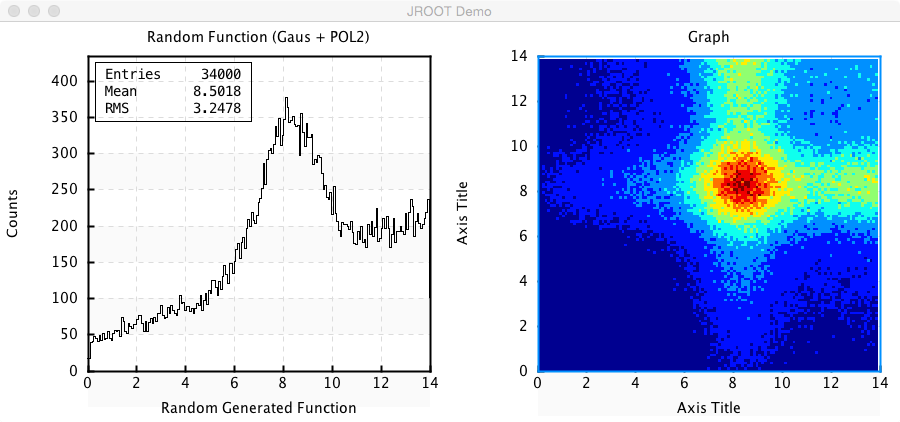 JROOT Demo
Random Function (Gaus + POL2)
Entries 34000
Mean 8.5018
RMS 3.2478
400
350
300
250
200
150
100
50
0
Counts
0 2 4 6 8 10 12 14
Random Generated Function
Graph
14
12
10
8
6
4
2
0
Axis Title
0 2 4 6 8 10 12 14
Axis Title